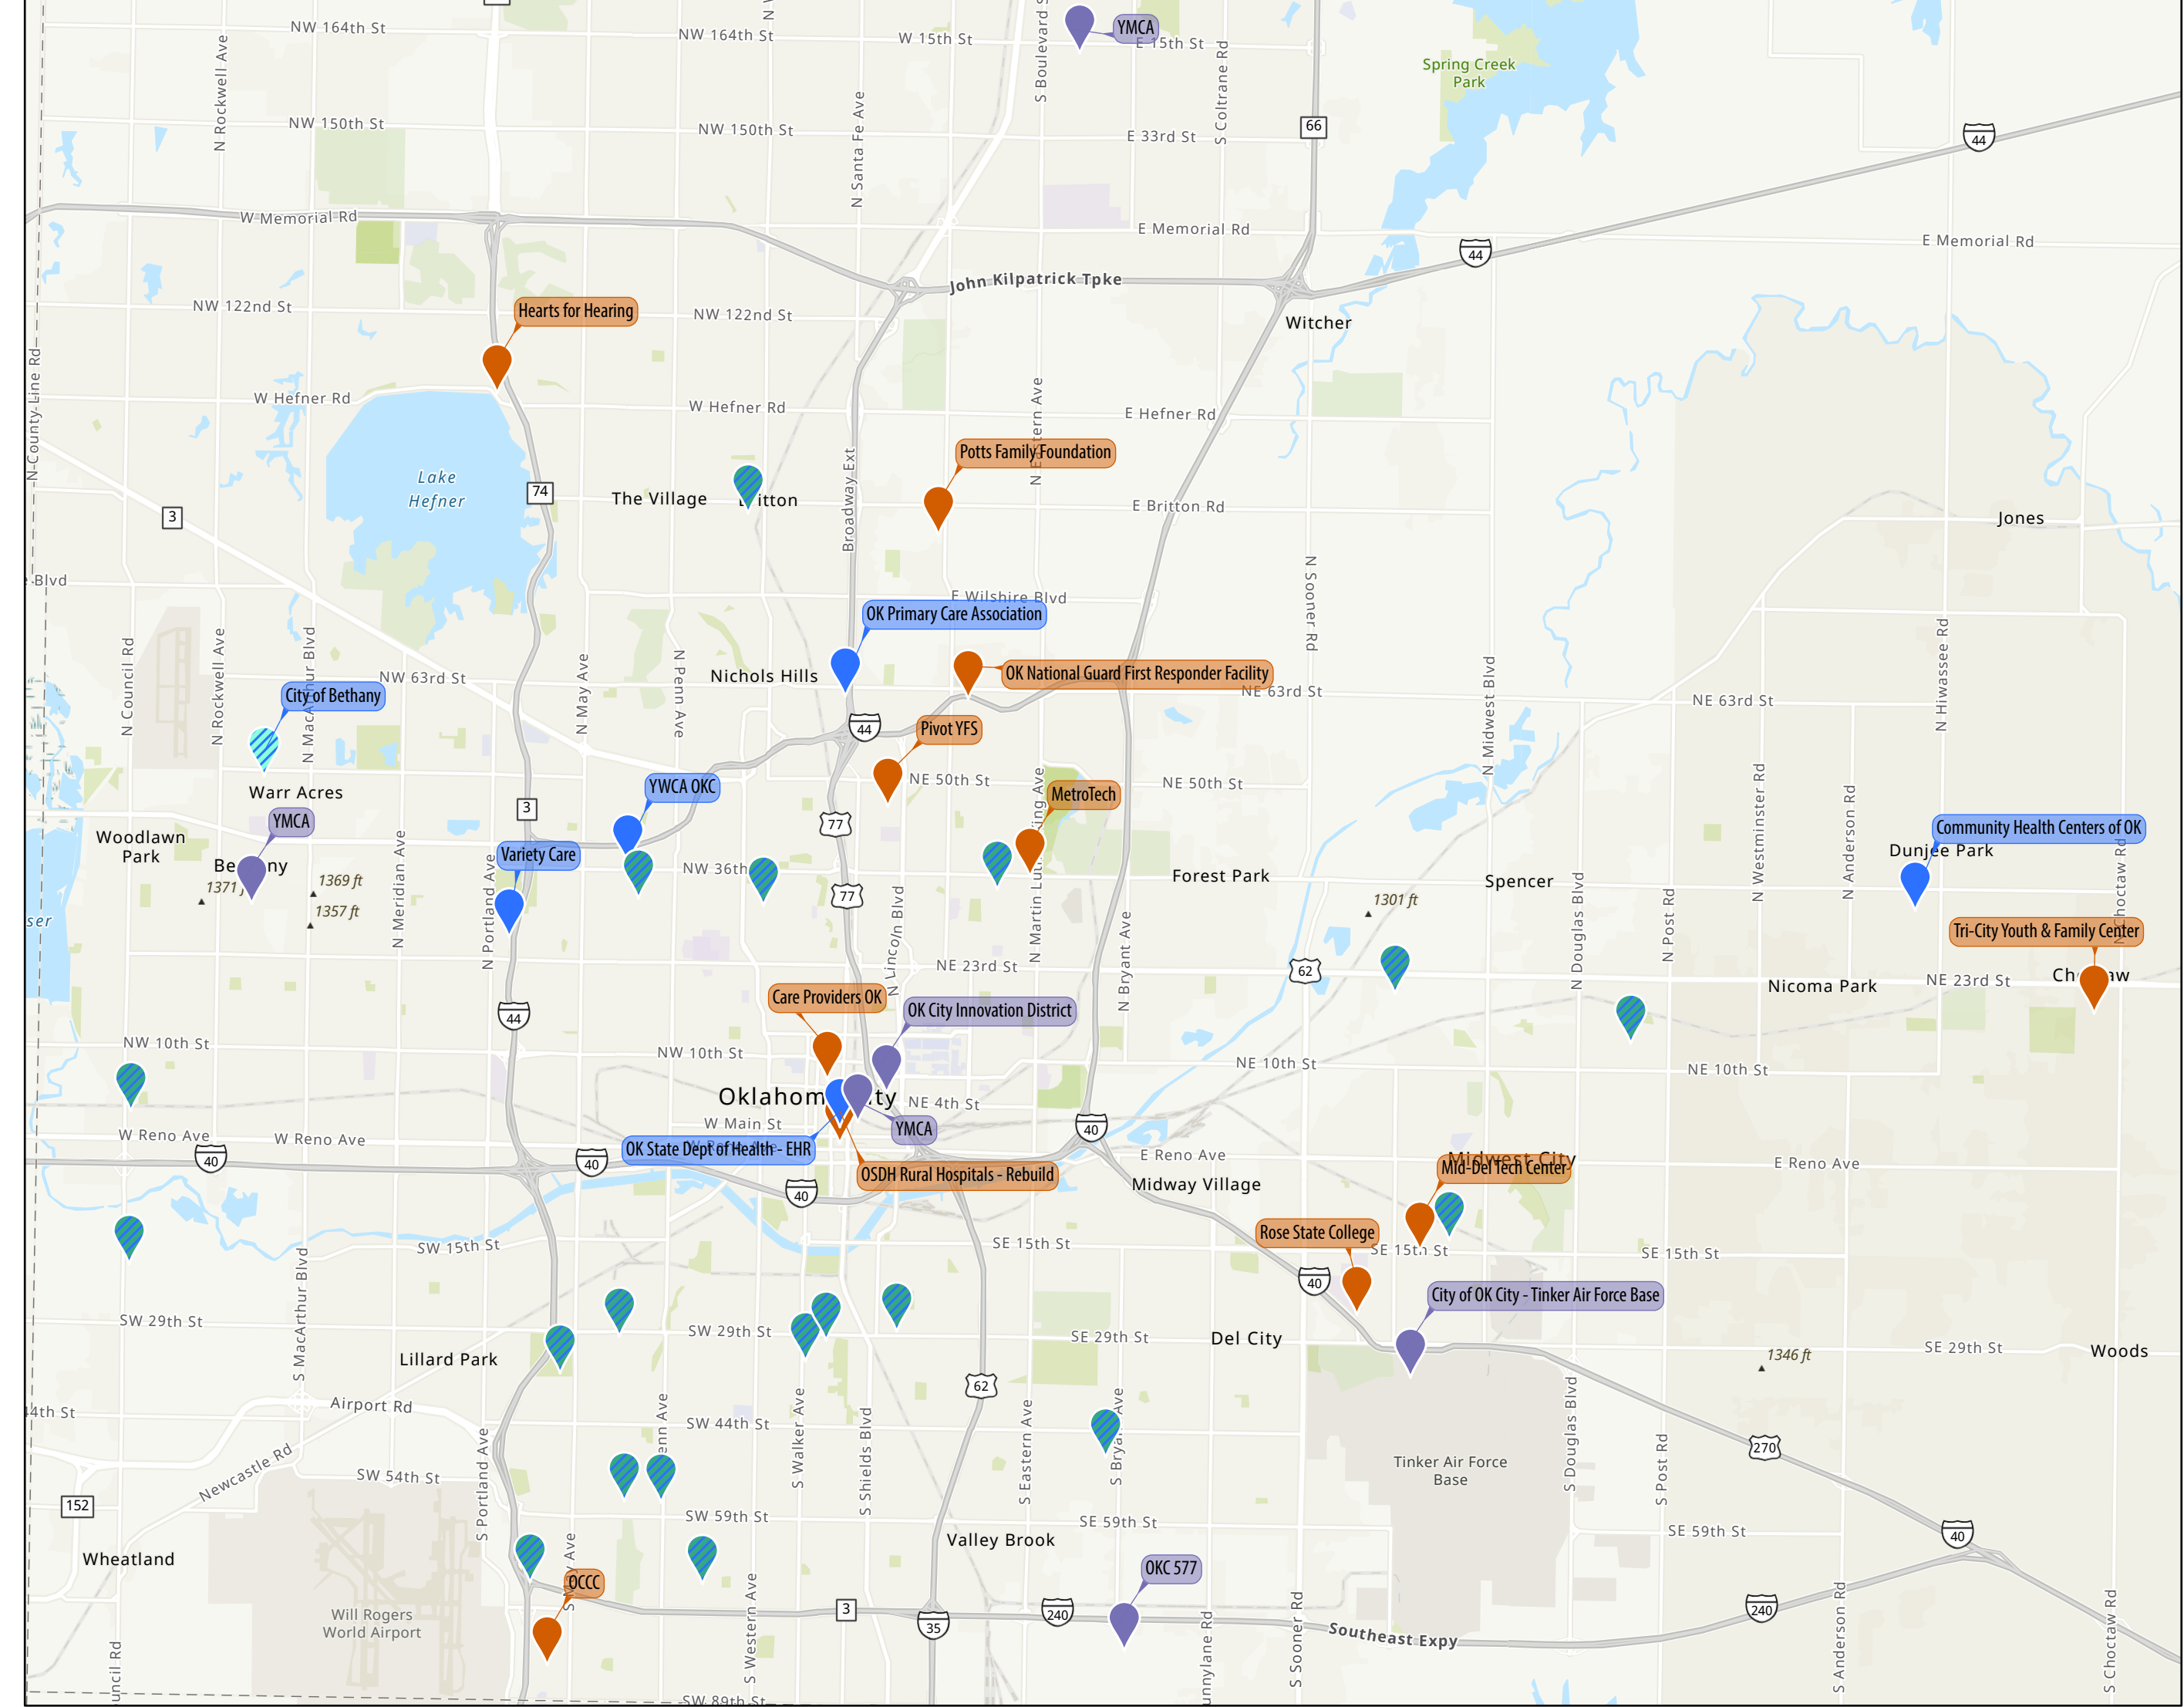 NW 164th St
NW 164th St
W 15th St
YMCA
E 15th St
Spring Creek
Park
N Rockwell Ave
S Coltrane Rd
NW 150th St
NW 150th St
E 33rd St
66
44
N Santa Fe Ave
W Memorial Rd
E Memorial Rd
E Memorial Rd
44
John Kilpatrick Tpke
NW 122nd St
Hearts for Hearing
NW 122nd St
Witcher
N County Line Rd
W Hefner Rd
W Hefner Rd
E Hefner Rd
Potts Family Foundation
Lake
Hefner
74
The Village
Broadway Ext
E Britton Rd
Jones
3
Blvd
E Wilshire Blvd
OK Primary Care Association
N Sooner Rd
N Council Rd
N Rockwell Ave
N MacArthur Blvd
City of Bethany
NW 63rd St
N May Ave
N Penn Ave
Nichols Hills
OK National Guard First Responder Facility
NE 63rd St
NE 63rd St
N Midwest Blvd
N Hiwassee Rd
44
Pivot YFS
Warr Acres
YWCA OKC
NE 50th St
NE 50th St
MetroTech
YMCA
3
77
Woodlawn
Park
Variety Care
NW 36th
Forest Park
Spencer
N Westminster Rd
N Anderson Rd
Community Health Centers of OK
Dunjee Park
1369 ft
1357 ft
N Meridian Ave
N Portland Ave
77
N Lincoln Blvd
1301 ft
N Bryant Ave
N Douglas Blvd
N Post Rd
Tri-City Youth & Family Center
NE 23rd St
62
Nicoma Park
NE 23rd St
Care Providers OK
OK City Innovation District
44
NW 10th St
NW 10th St
NE 10th St
NE 10th St
NE 4th St
W Main St
YMCA
W Reno Ave
W Reno Ave
OK State Dept of Health - EHR
OSDH Rural Hospitals - Rebuild
40
40
40
40
E Reno Ave
Midwest City
Mid-Del Tech Center
E Reno Ave
Midway Village
SW 15th St
SE 15th St
Rose State College
SE 15th St
SE 15th St
40
City of OK City - Tinker Air Force Base
S MacArthur Blvd
SW 29th St
SW 29th St
SE 29th St
Del City
SE 29th St
Lillard Park
1346 ft
Woods
62
Airport Rd
44th St
SW 44th St
S Walker Ave
S Shields Blvd
S Eastern Ave
S Douglas Blvd
S Post Rd
270
Newcastle Rd
SW 54th St
S Portland Ave
Tinker Air Force
Base
152
SW 59th St
SE 59th St
SE 59th St
40
Wheatland
Valley Brook
OKC 577
OCCC
Will Rogers
World Airport
S Western Ave
3
35
240
Southeast Expy
240
S Sooner Rd
S Anderson Rd
S Choctaw Rd
SW 89th St